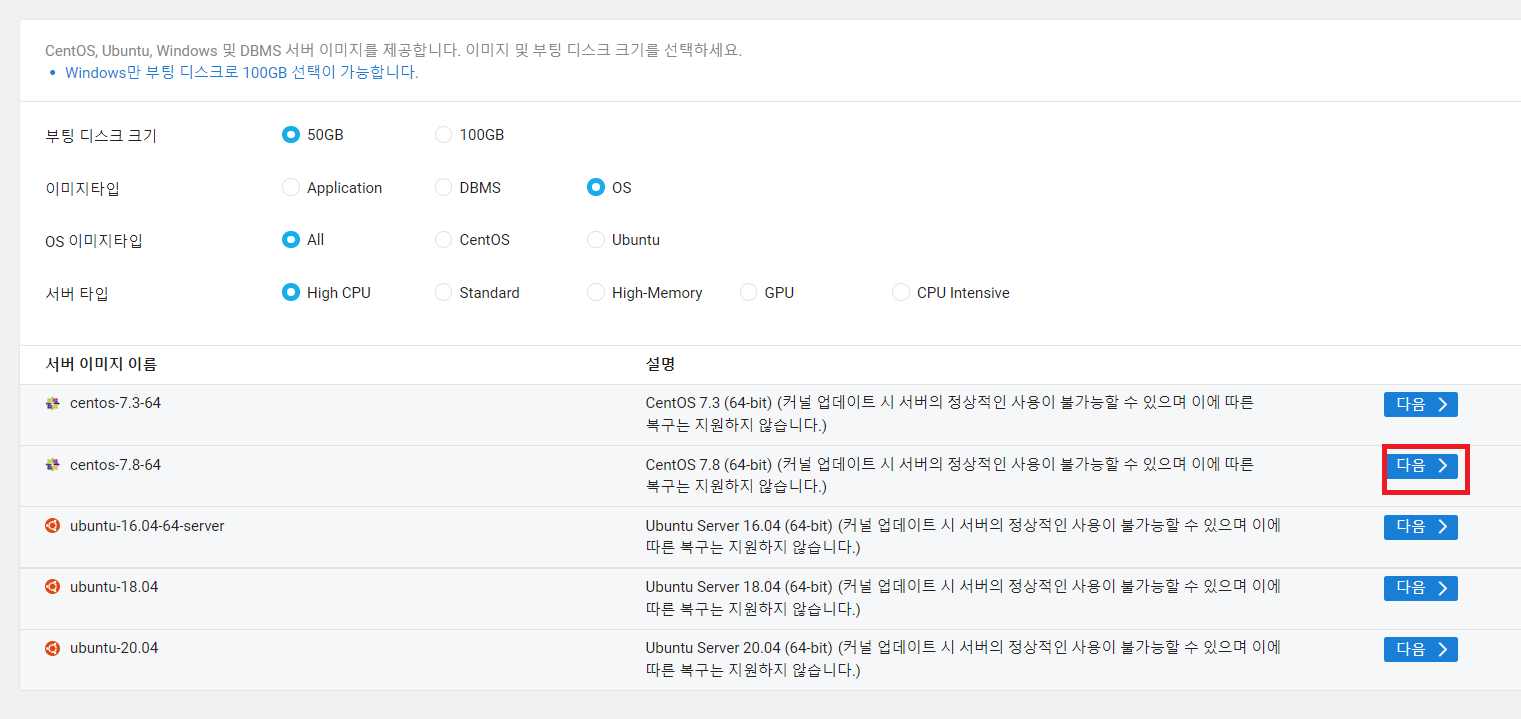 CentOS, Ubuntu, Windows 및 DBMS 서버 이미지를 제공합니다. 이미지 및 부팅 디스크 크기를 선택하세요.
• Windows만 부팅 디스크로 100GB 선택이 가능합니다.
부팅 디스크 크기 50GB 100GB
이미지타입 Application DBMS OS
OS 이미지타입 All CentOS Ubuntu
서버 타입 High CPU Standard High-Memory GPU CPU Intensive
서버 이미지 이름 설명
centos-7.3-64 CentOS 7.3 (64-bit) (커널 업데이트 시 서버의 정상적인 사용이 불가능할 수 있으며 이에 따른 다음
복구는 지원하지 않습니다.)
centos-7.8-64 CentOS 7.8 (64-bit) (커널 업데이트 시 서버의 정상적인 사용이 불가능할 수 있으며 이에 따른 다음
복구는 지원하지 않습니다.)
ubuntu-16.04-64-server Ubuntu Server 16.04 (64-bit) (커널 업데이트 시 서버의 정상적인 사용이 불가능할 수 있으며 이에 다음
따른 복구는 지원하지 않습니다.)
ubuntu-18.04 Ubuntu Server 18.04 (64-bit) (커널 업데이트 시 서버의 정상적인 사용이 불가능할 수 있으며 이에 다음
따른 복구는 지원하지 않습니다.)
ubuntu-20.04 Ubuntu Server 20.04 (64-bit) (커널 업데이트 시 서버의 정상적인 사용이 불가능할 수 있으며 이에 다음
따른 복구는 지원하지 않습니다.)